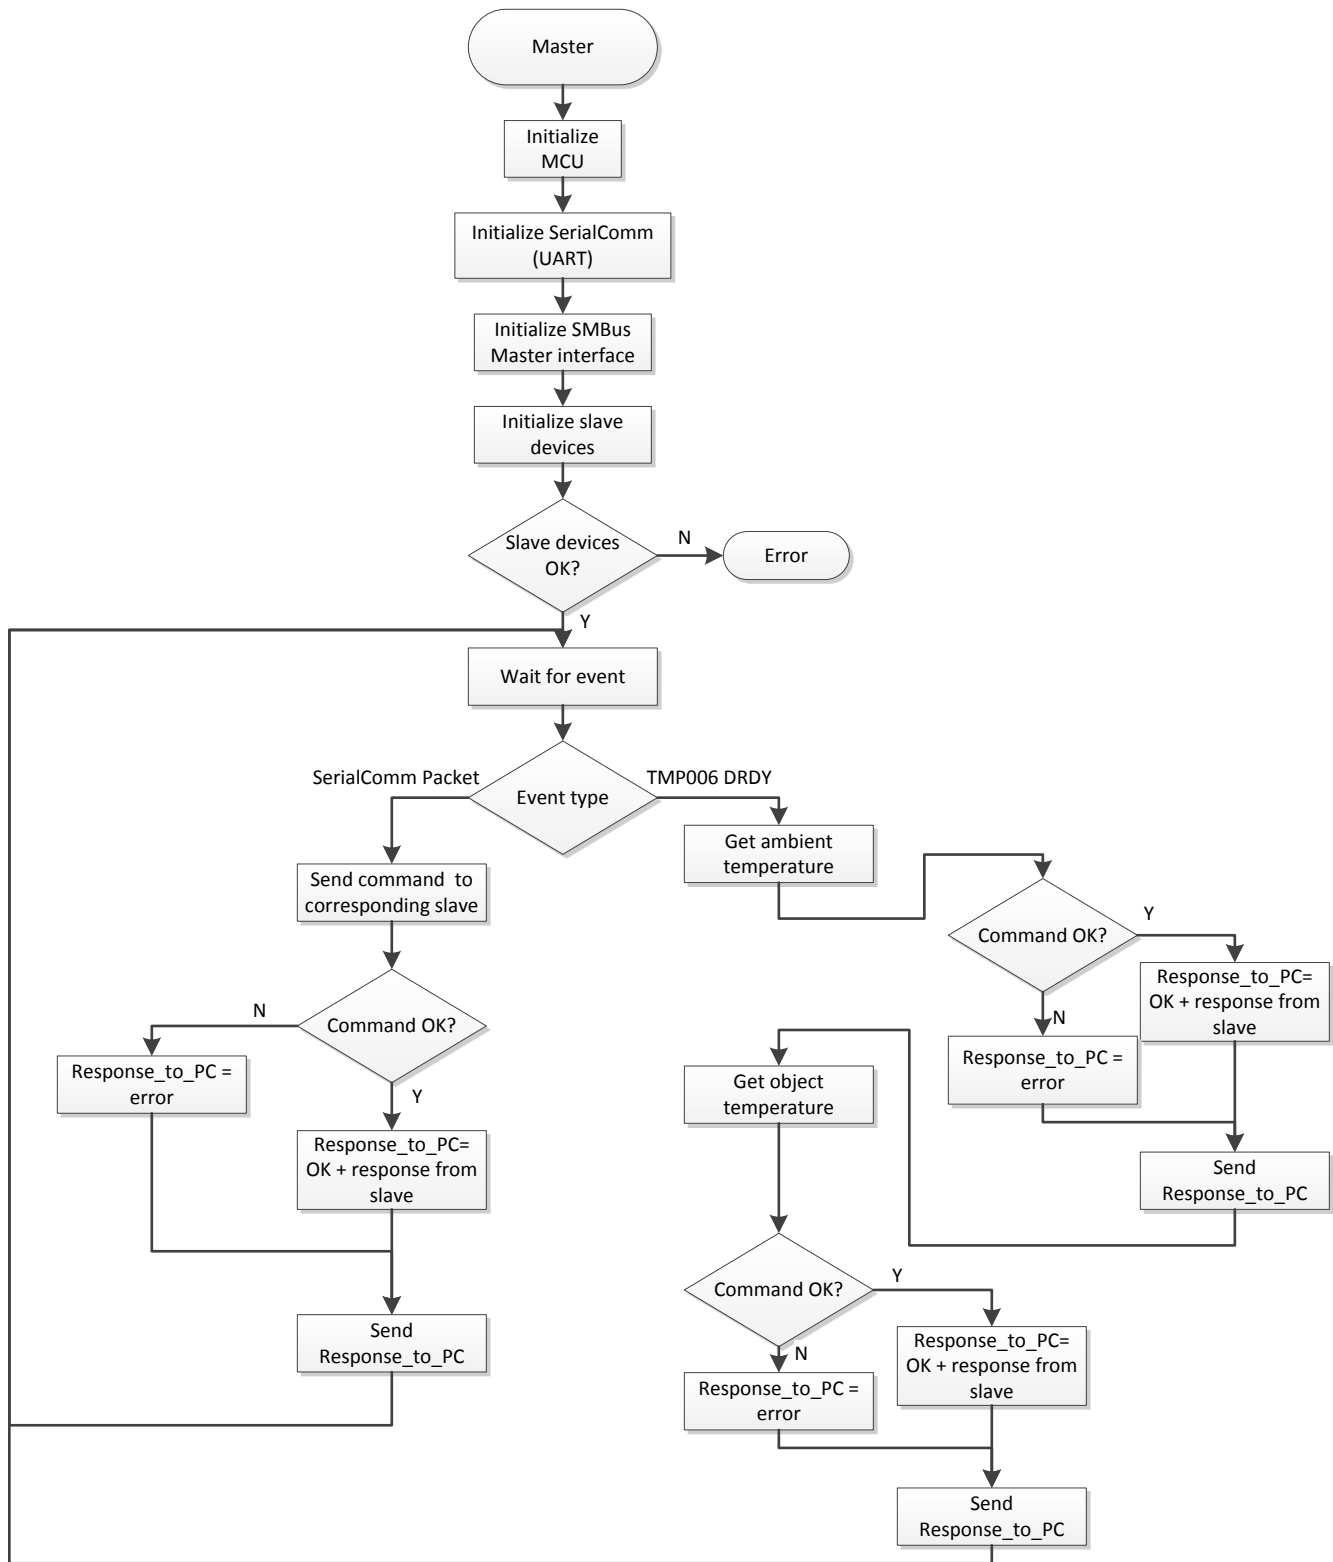 Master
Initialize
MCU
Initialize SerialComm
(UART)
Initialize SMBus
Master interface
Initialize slave
devices
Slave devices
OK?
N
Error
Y
Wait for event
SerialComm Packet
Event type
TMP006 DRDY
Get ambient
temperature
Send command to
corresponding slave
Command OK?
Y
Response_to_PC=
OK + response from
slave
N
Response_to_PC =
error
Send
Response_to_PC
Command OK?
N
Response_to_PC =
error
Y
Response_to_PC=
OK + response from
slave
Send
Response_to_PC
Get object
temperature
Command OK?
Y
Response_to_PC=
OK + response from
slave
N
Response_to_PC =
error
Send
Response_to_PC